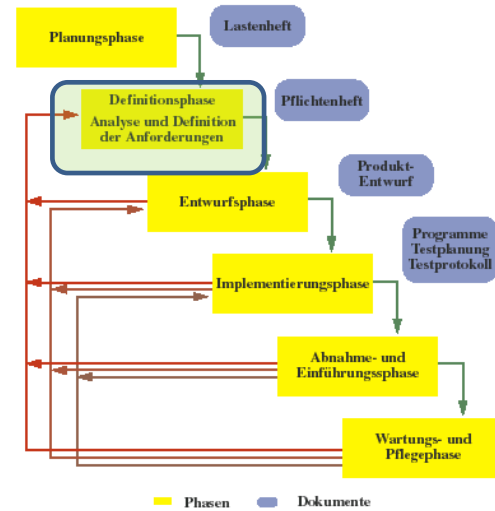 Planungsphase
Lastenheft
Definitionsphase
Analyse und Definition
der Anforderungen
Pflichtenheft
Entwurfsphase
Produkt-
Entwurf
Implementierungsphase
Programme
Testplanung
Testprotokoll
Abnahme- und
Einführungssphase
Wartungs- und
Pflegephase
Phasen
Dokumente